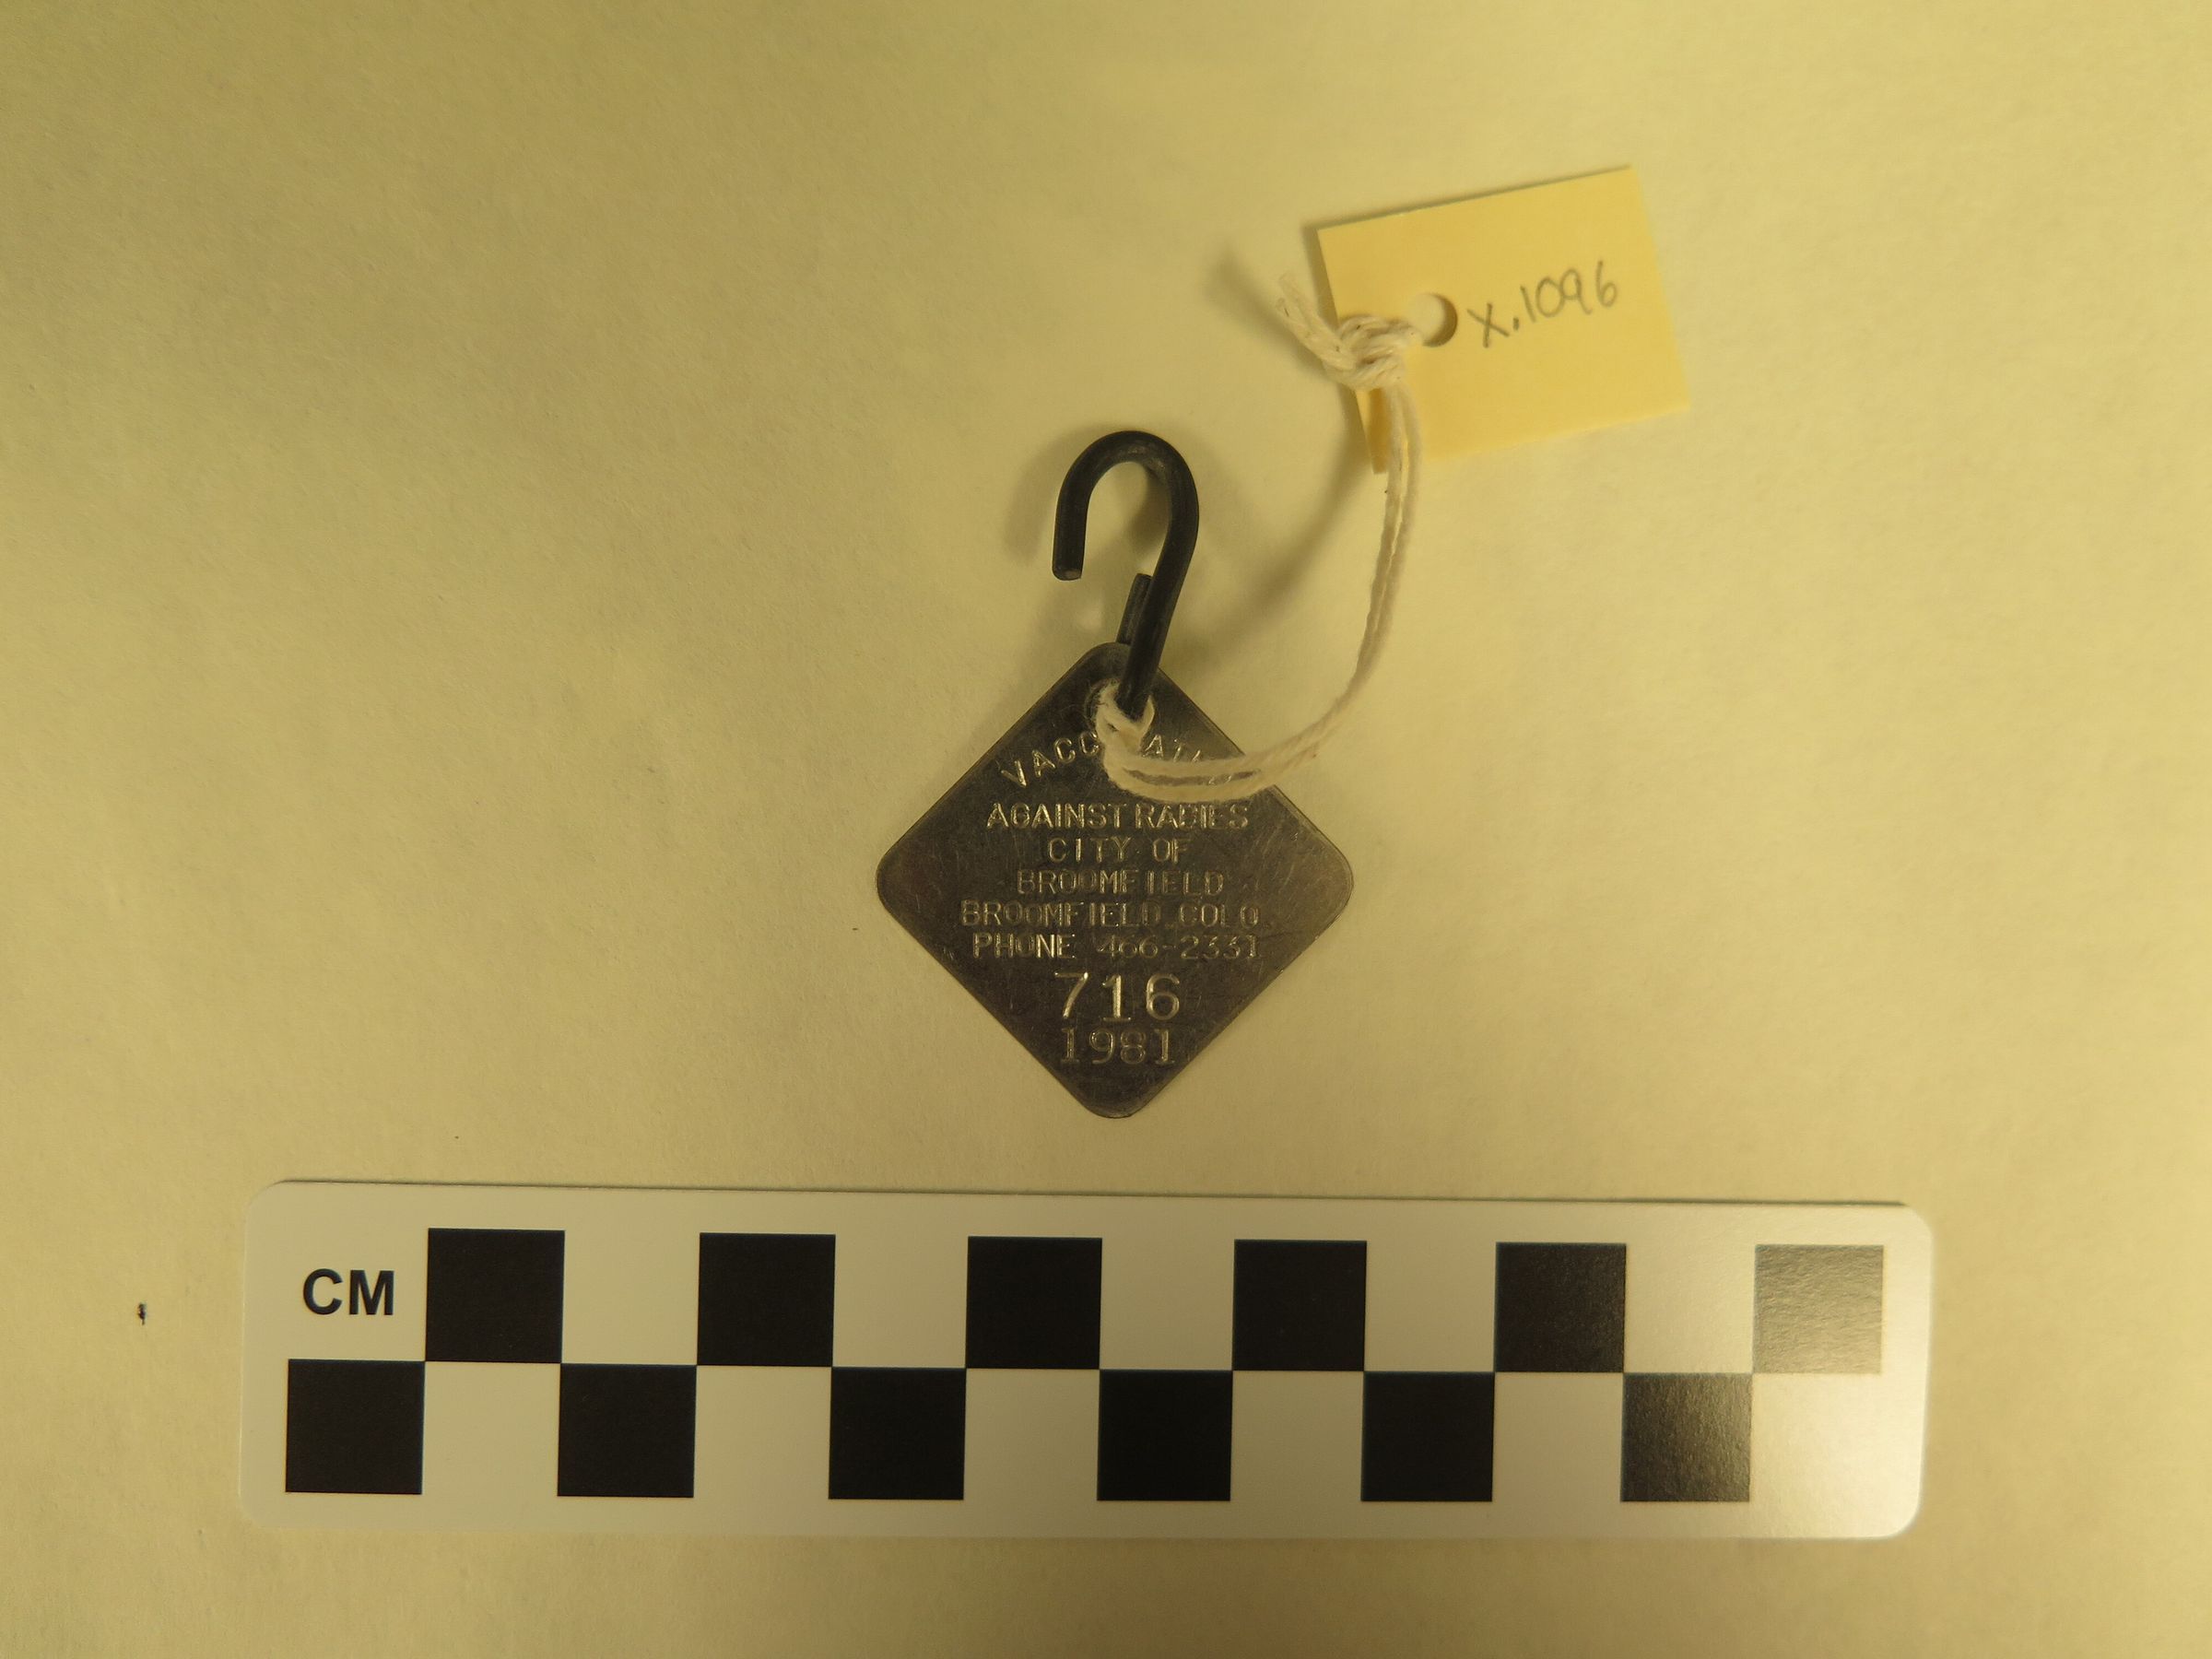 x.1096
AGAINST RABIES
CITY OF
BROOMFIELD
BROOMFIELD, COLO.
PHONE 466-2331
716
1981
CM